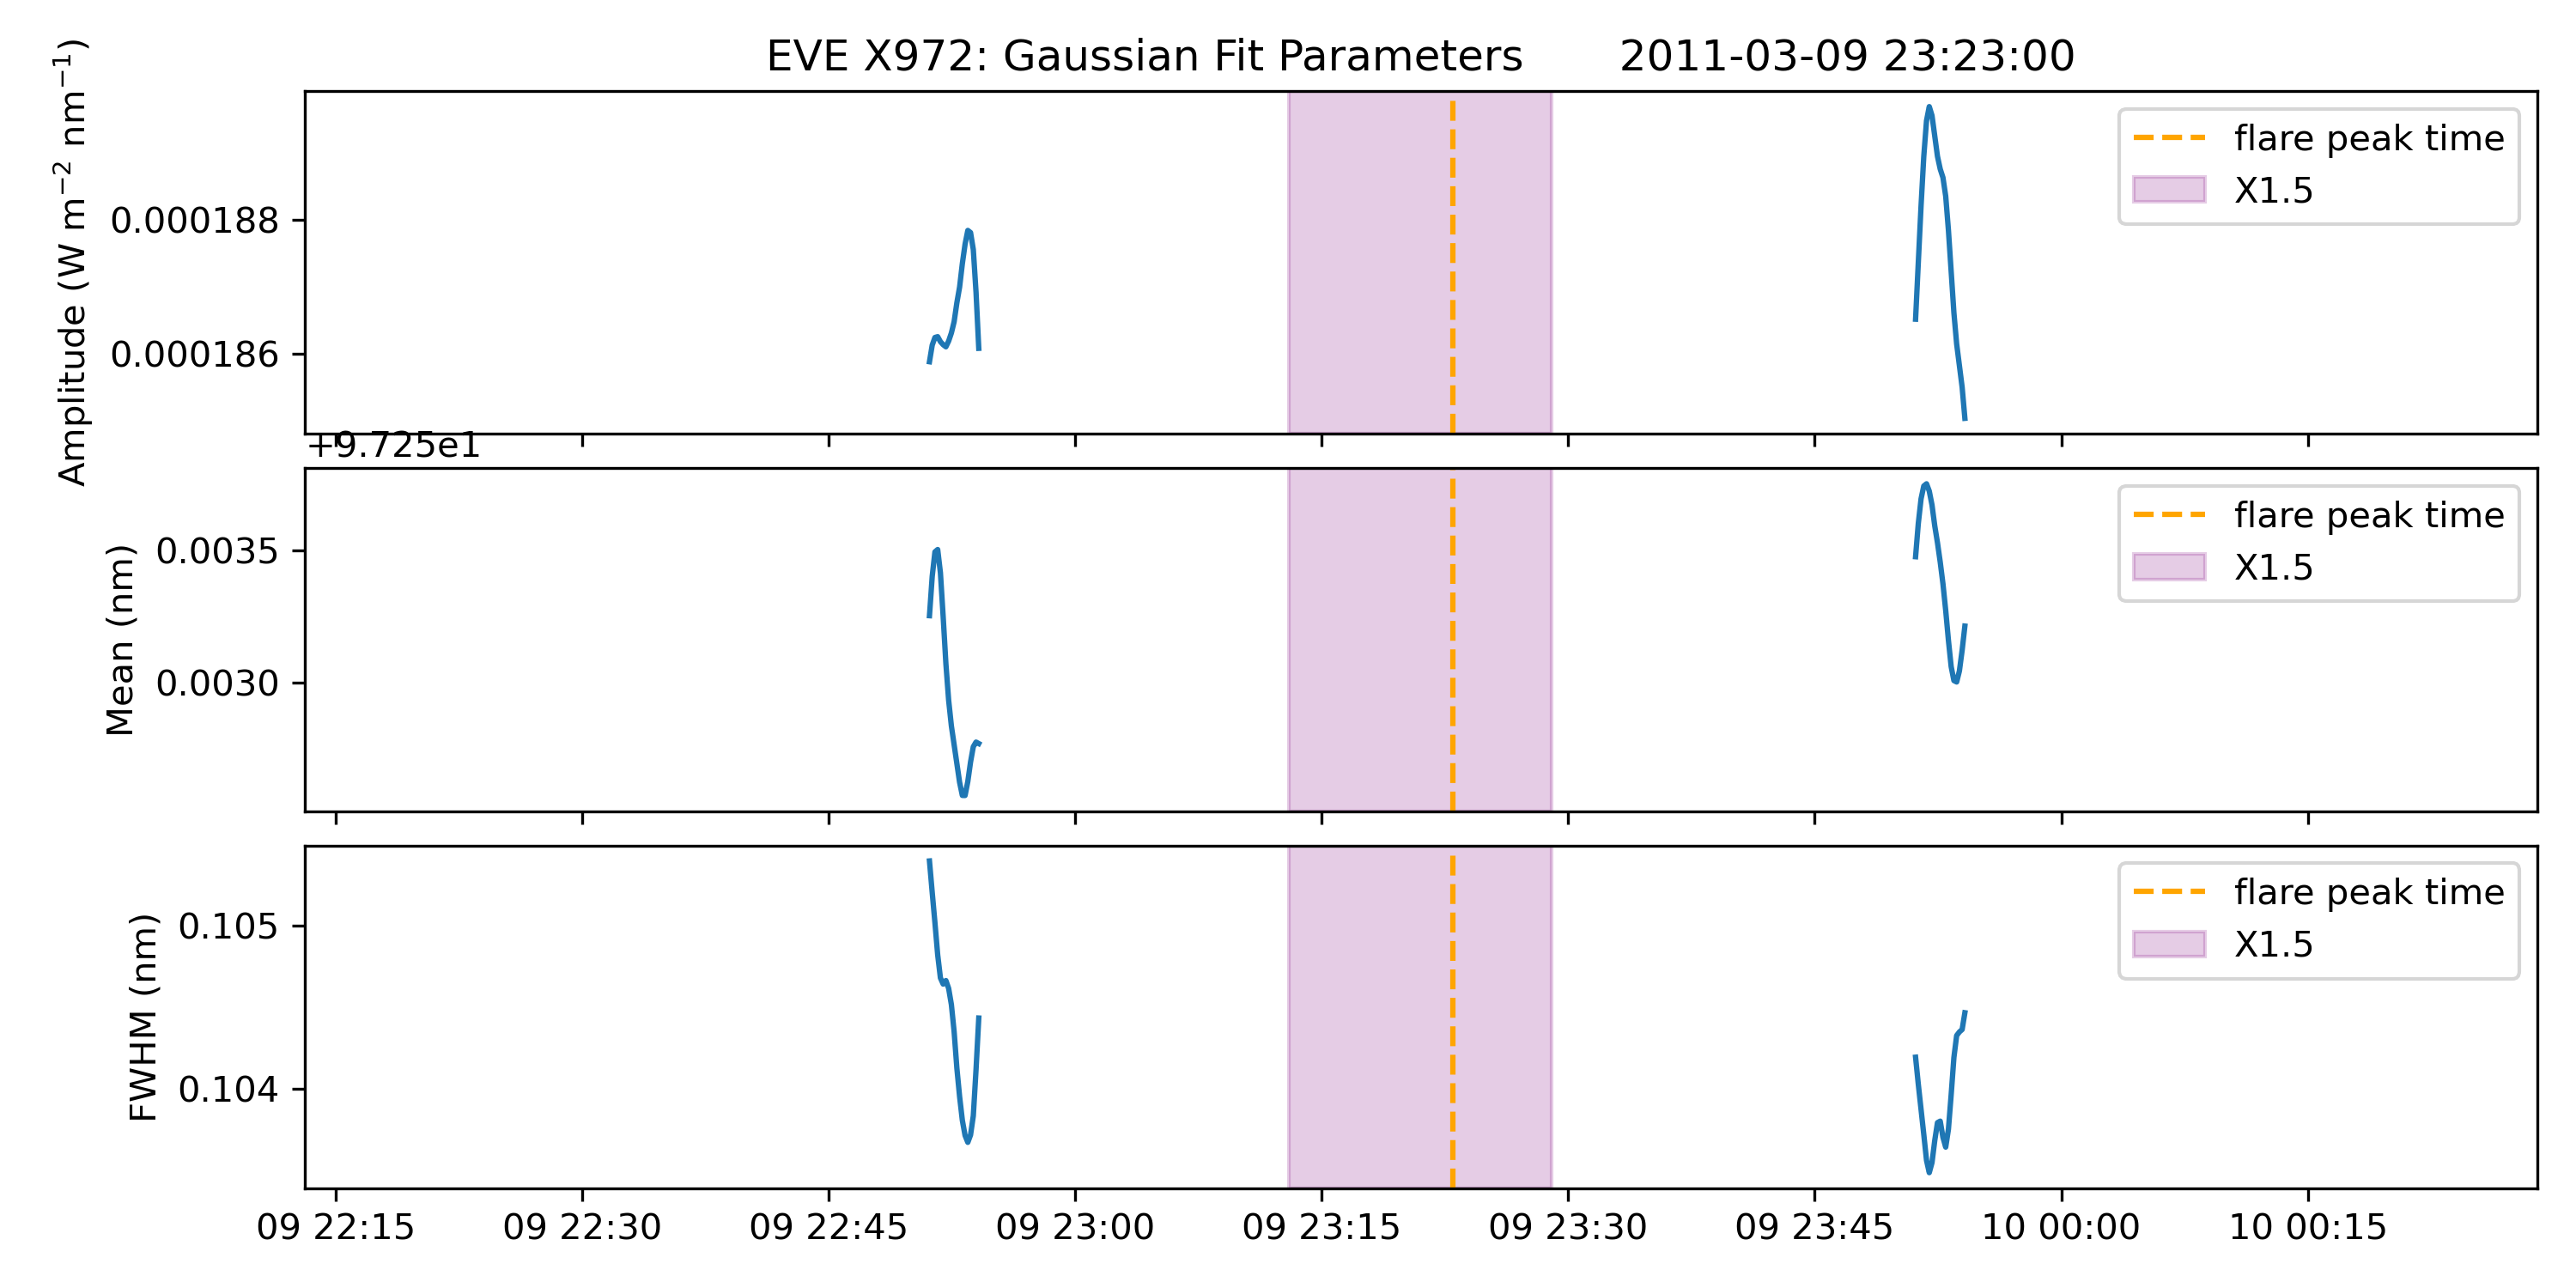 EVE X972: Gaussian Fit Parameters 2011-03-09 23:23:00
Amplitude (W m⁻² nm⁻¹)
0.000188
0.000186
flare peak time
X1.5
+9.725e1
Mean (nm)
0.0035
0.0030
flare peak time
X1.5
FWHM (nm)
0.105
0.104
flare peak time
X1.5
09 22:15 09 22:30 09 22:45 09 23:00 09 23:15 09 23:30 09 23:45 10 00:00 10 00:15